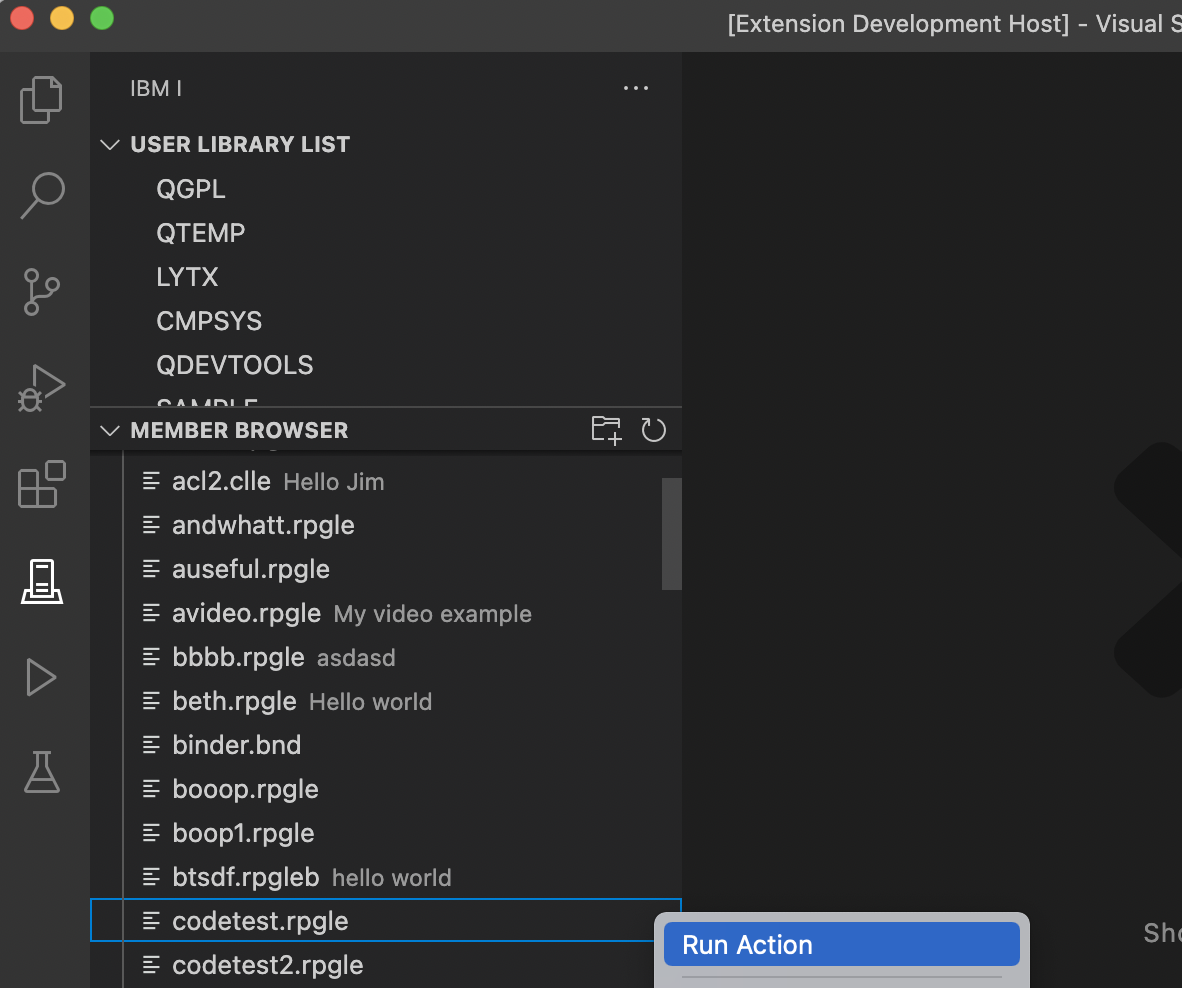 [Extension Development Host] - Visual S
IBM I
USER LIBRARY LIST
QGPL
QTEMP
LYTX
CMPSYS
QDEVTOOLS
SAMPLE
MEMBER BROWSER
acl2.clle Hello Jim
andwhatt.rpgle
auseful.rpgle
avideo.rpgle My video example
bbbb.rpgle asdasd
beth.rpgle Hello world
binder.bnd
booop.rpgle
boop1.rpgle
btsdf.rpgleb hello world
codetest.rpgle
Run Action
Sho
codetest2.rpgle